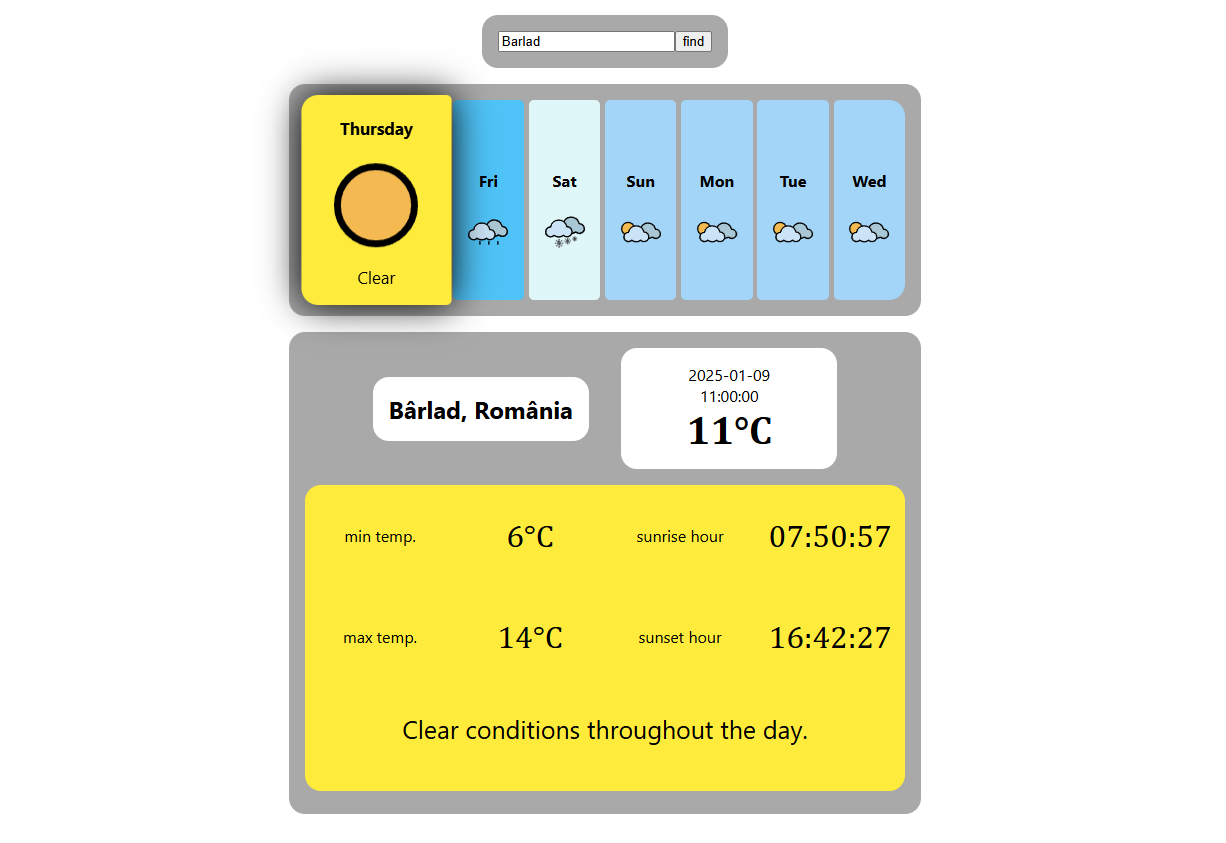 Barlad find
Thursday
Clear
Fri
Sat
Sun
Mon
Tue
Wed
Bârlad, România
2025-01-09
11:00:00
11°C
min temp. 6°C sunrise hour 07:50:57
max temp. 14°C sunset hour 16:42:27
Clear conditions throughout the day.